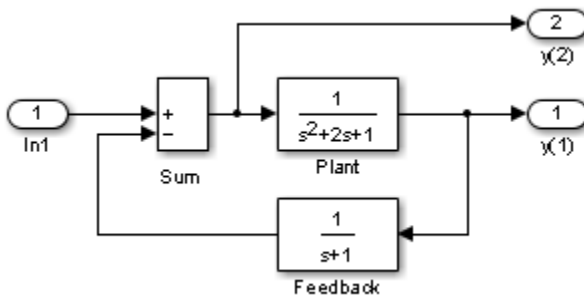 2
y(2)
1
In1
+
−
Sum
1
s²+2s+1
Plant
1
y(1)
1
s+1
Feedback